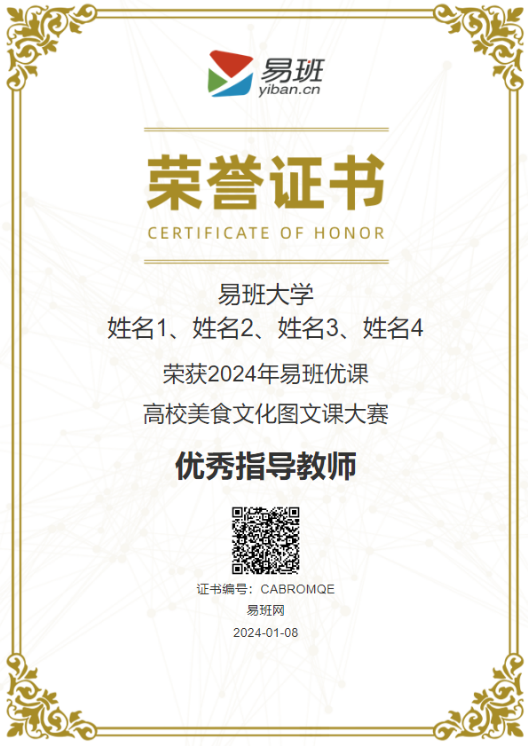 易班
yiban.cn
荣誉证书
CERTIFICATE OF HONOR
易班大学
姓名1、姓名2、姓名3、姓名4
荣获2024年易班优课
高校美食文化图文课大赛
优秀指导教师
证书编号：CABROMQE
易班网
2024-01-08